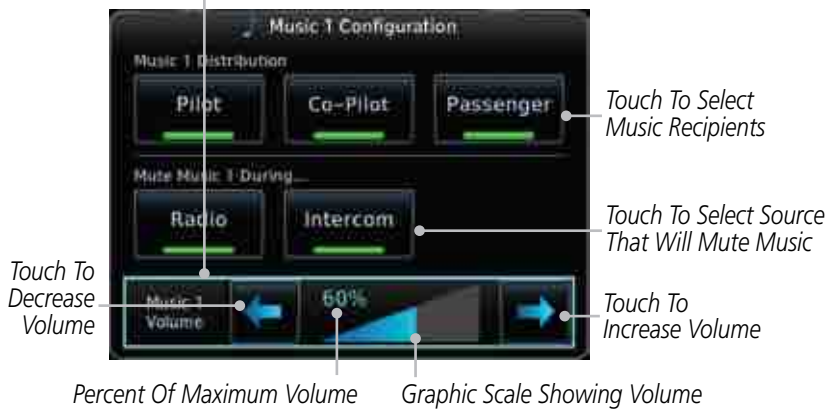 Music 1 Configuration
Music 1 Distribution
Pilot
Co-Pilot
Passenger
Touch To Select
Music Recipients
Mute Music 1 During...
Radio
Intercom
Touch To Select Source
That Will Mute Music
Touch To
Decrease
Volume
Music 1
Volume
60%
Touch To
Increase Volume
Percent Of Maximum Volume
Graphic Scale Showing Volume